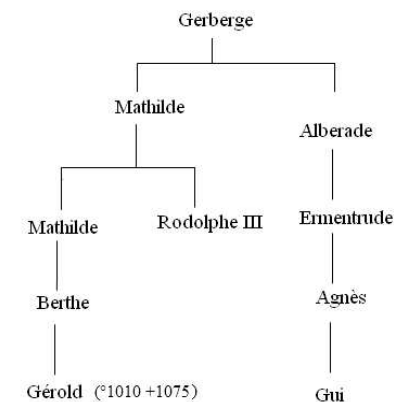 Gerberge
Mathilde
Alberade
Mathilde
Rodolphe III
Ermentrude
Berthe
Agnès
Gérold (°1010 +1075)
Gui